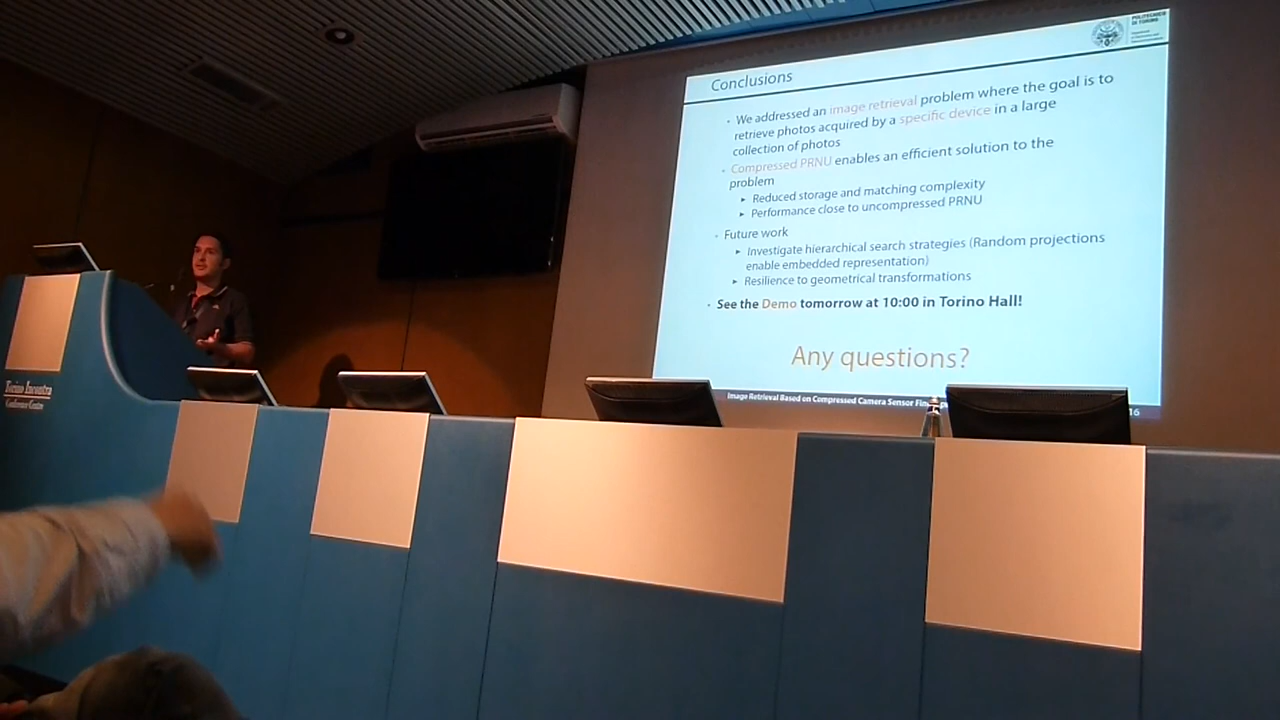 POLITECNICO
DI TORINO
Conclusions
• We addressed an image retrieval problem where the goal is to
retrieve photos acquired by a specific device in a large
collection of photos
• Compressed PRNU enables an efficient solution to the
problem
▸ Reduced storage and matching complexity
▸ Performance close to uncompressed PRNU
• Future work
▸ Investigate hierarchical search strategies (Random projections
enable embedded representation)
▸ Resilience to geometrical transformations
• See the Demo tomorrow at 10:00 in Torino Hall!
Any questions?
Image Retrieval Based on Compressed Camera Sensor
16
Torino Incontra
Conference Centre